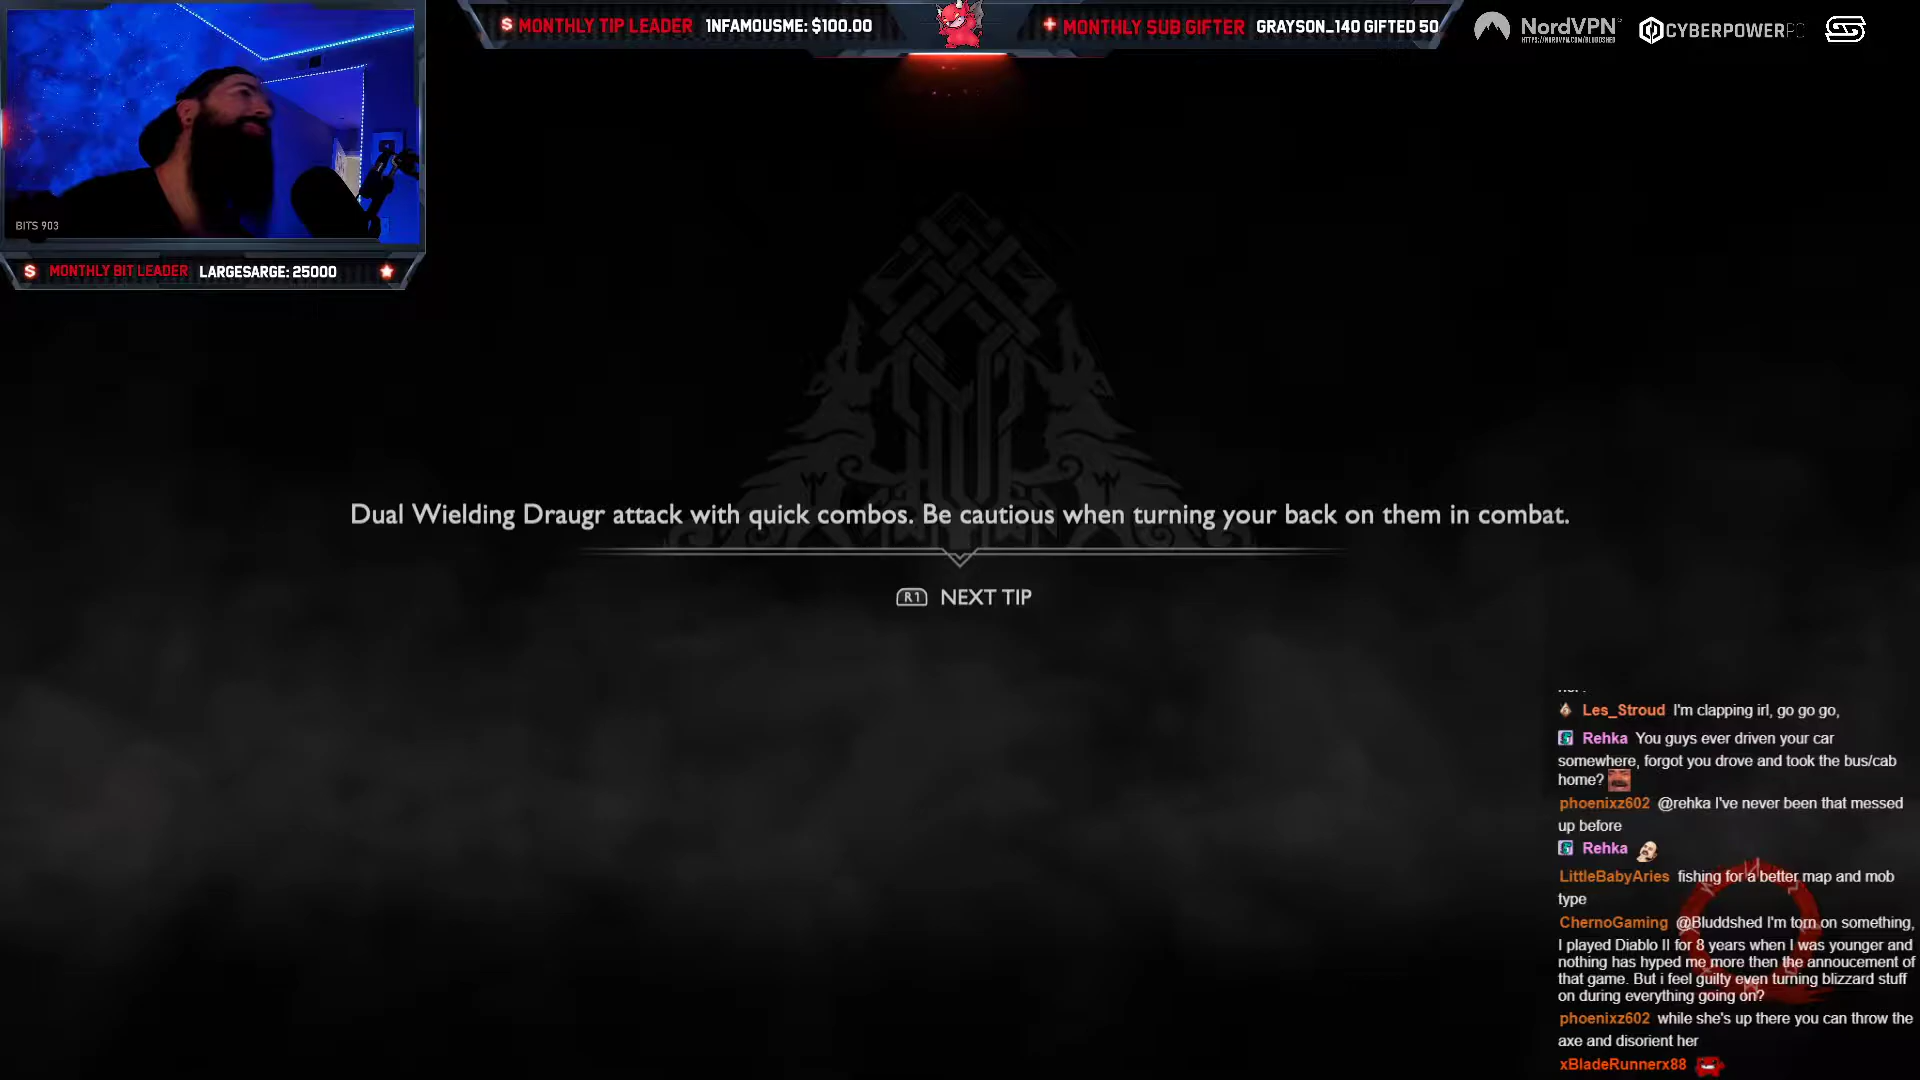 $ MONTHLY TIP LEADER 1NFAMOUSME: $100.00
MONTHLY SUB GIFTER GRAYSON_140 GIFTED 50
NordVPN
HTTPS://NORDVPN.COM/BLUDDSHED
CYBERPOWERPC
BITS 903
$ MONTHLY BIT LEADER LARGESARGE: 25000
Dual Wielding Draugr attack with quick combos. Be cautious when turning your back on them in combat.
R1 NEXT TIP
Les_Stroud I'm clapping irl, go go go,
Rehka You guys ever driven your car
somewhere, forgot you drove and took the bus/cab
home?
phoenixz602 @rehka I've never been that messed
up before
Rehka
LittleBabyAries fishing for a better map and mob
type
ChernoGaming @Bluddshed I'm torn on something,
I played Diablo II for 8 years when I was younger and
nothing has hyped me more then the annoucement of
that game. But i feel guilty even turning blizzard stuff
on during everything going on?
phoenixz602 while she's up there you can throw the
axe and disorient her
xBladeRunnerx88